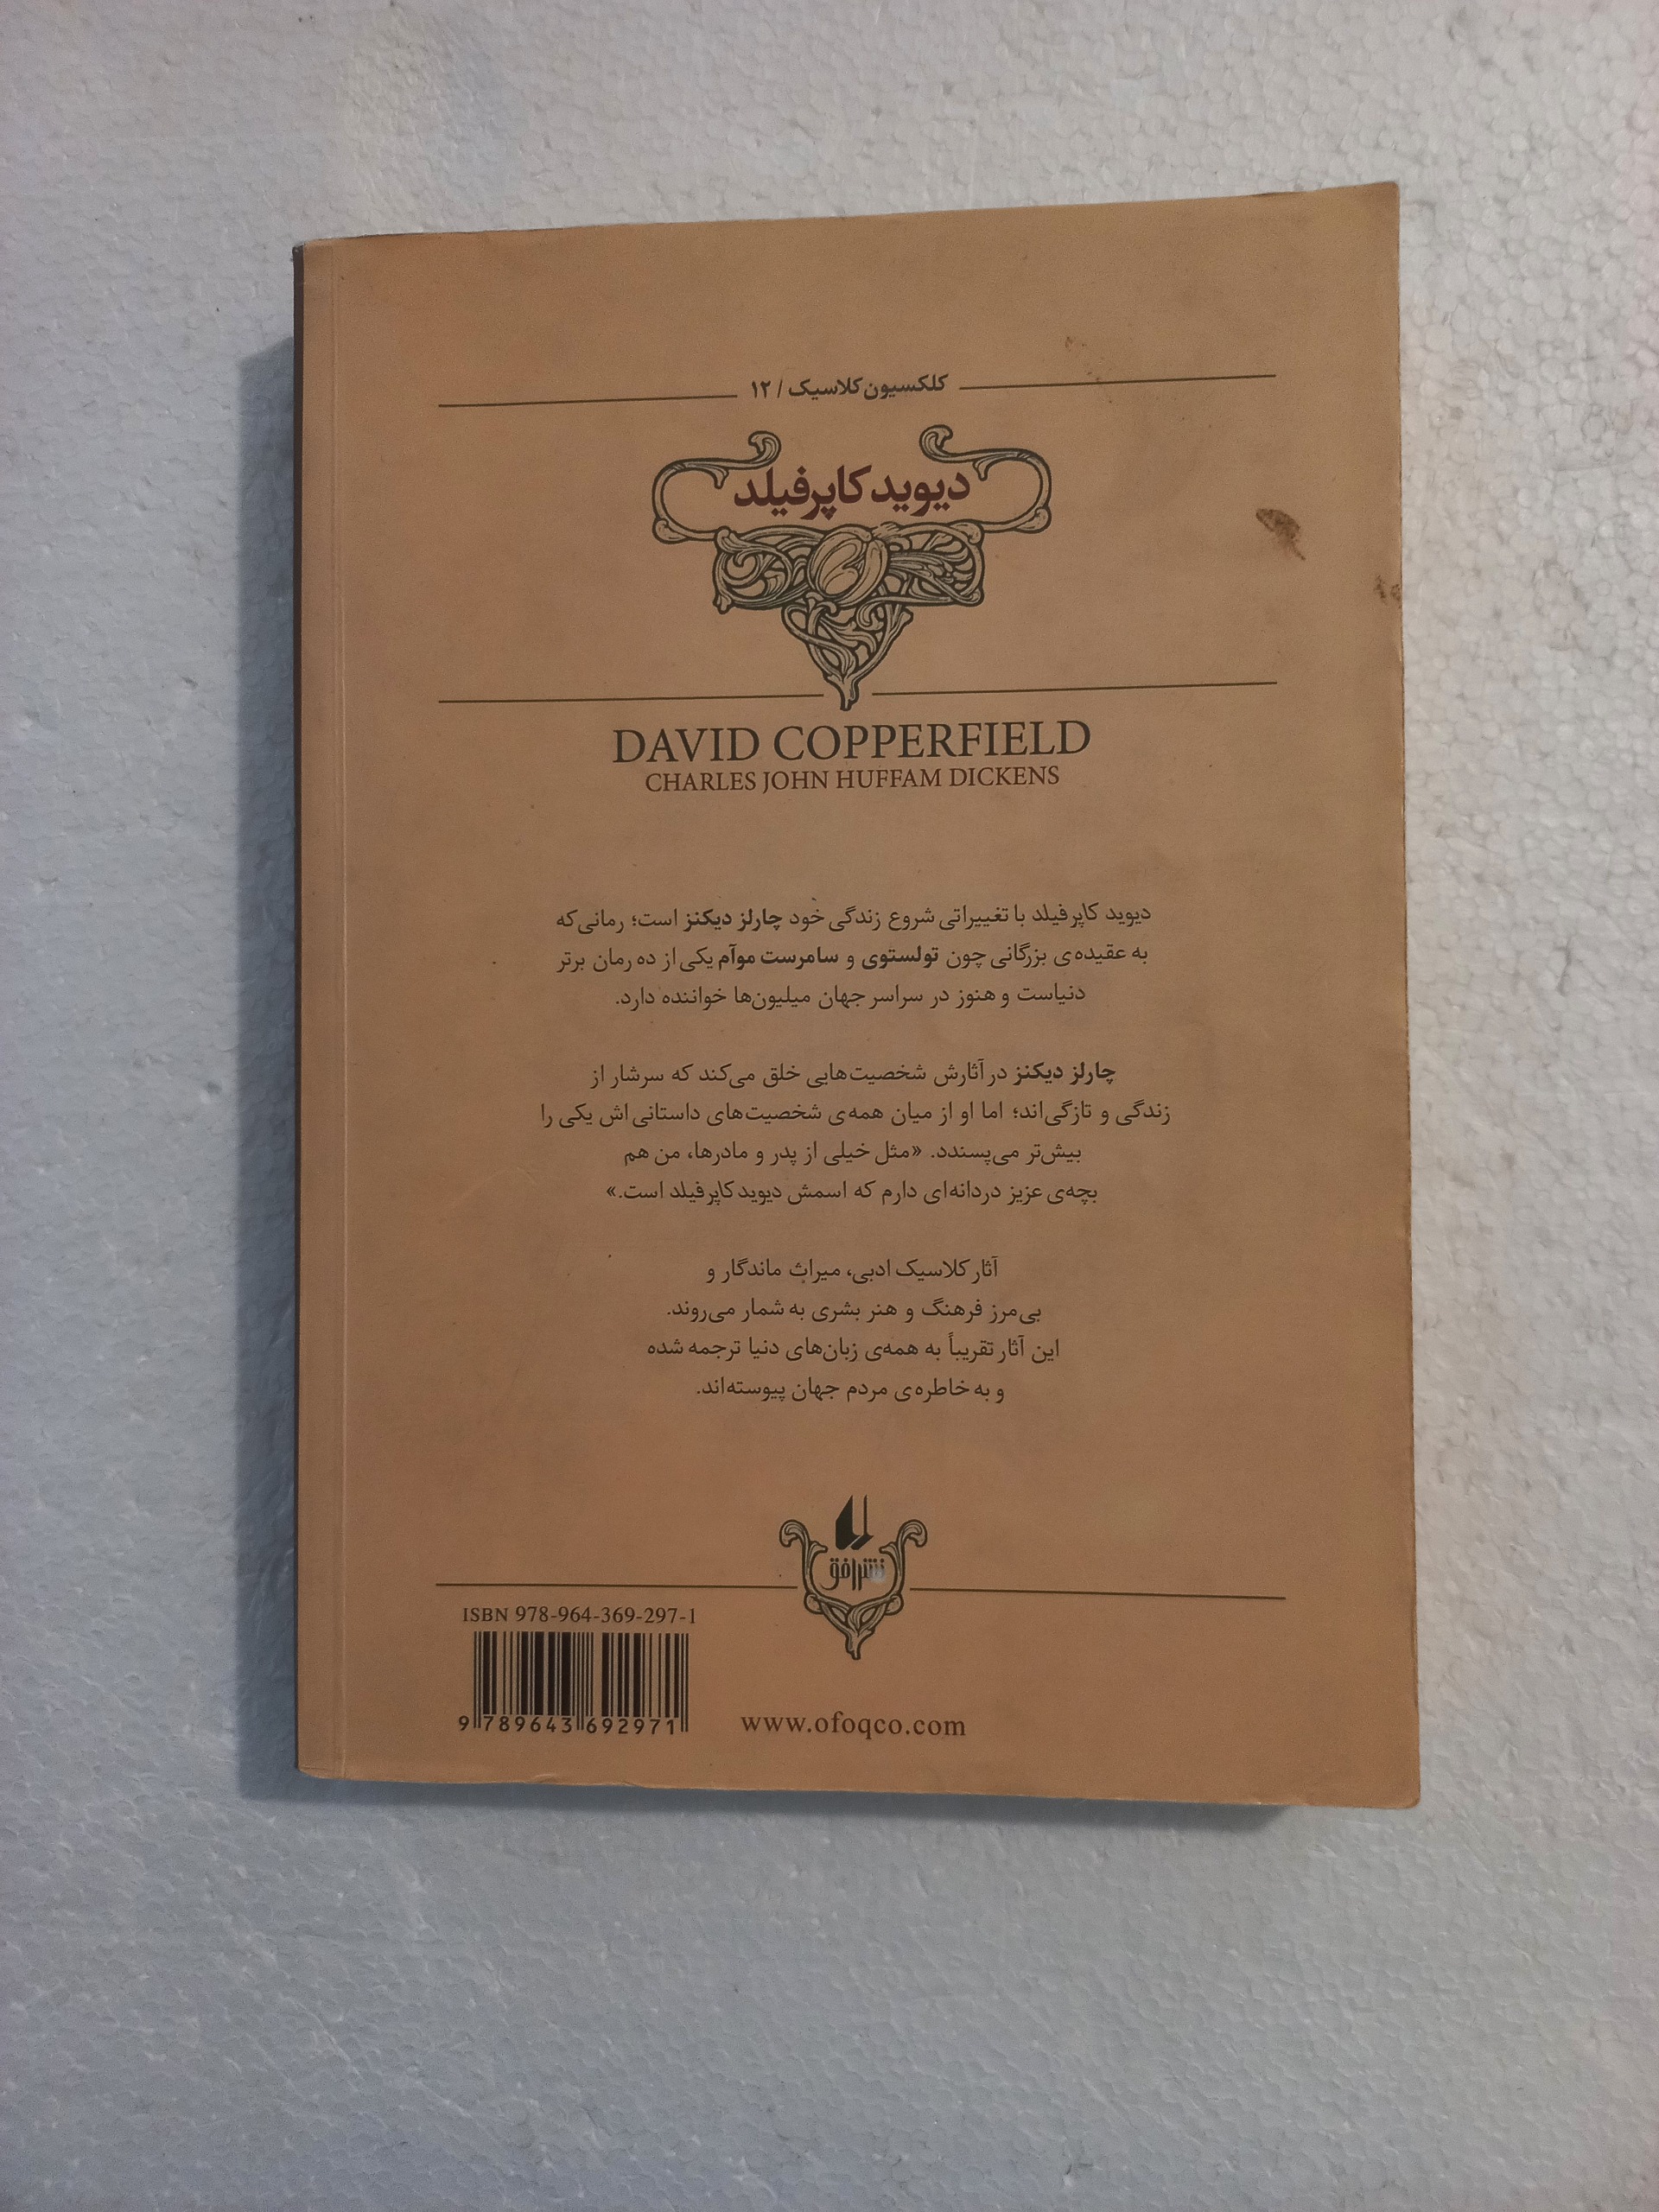 کلکسیون کلاسیک / ۱۲
دیوید کاپرفیلد
DAVID COPPERFIELD
CHARLES JOHN HUFFAM DICKENS
دیوید کاپرفیلد با تغییراتی شروع زندگی خود چارلز دیکنز است؛ رمانی که
به عقیده‌ی بزرگانی چون تولستوی و سامرست موآم یکی از ده رمان برتر
دنیاست و هنوز در سراسر جهان میلیون‌ها خواننده دارد.
چارلز دیکنز در آثارش شخصیت‌هایی خلق می‌کند که سرشار از
زندگی و تازگی‌اند؛ اما او از میان همه‌ی شخصیت‌های داستانی‌اش یکی را
بیش‌تر می‌پسندد. «مثل خیلی از پدر و مادرها، من هم
بچه‌ی عزیز دردانه‌ای دارم که اسمش دیوید کاپرفیلد است.»
آثار کلاسیک ادبی، میراث ماندگار و
بی‌مرز فرهنگ و هنر بشری به شمار می‌روند.
این آثار تقریباً به همه‌ی زبان‌های دنیا ترجمه شده
و به خاطره‌ی مردم جهان پیوسته‌اند.
نشر افق
ISBN 978-964-369-297-1
9 789643 692971
www.ofoqco.com